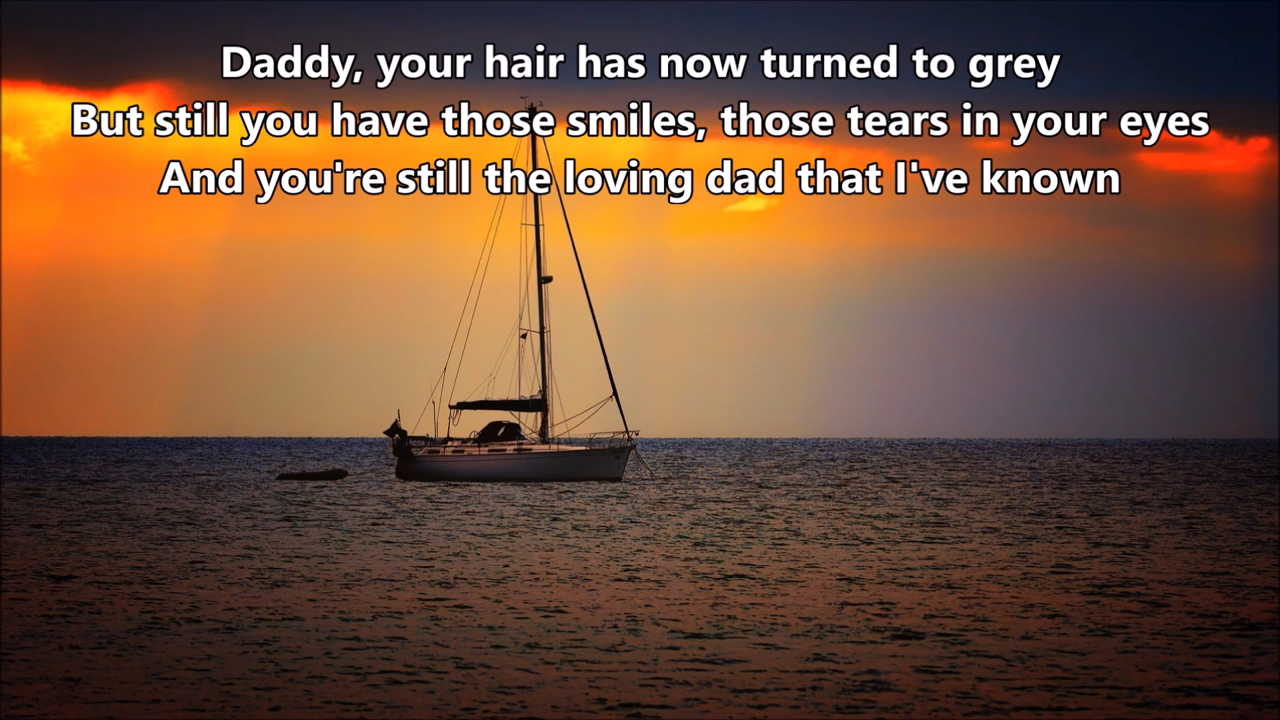 Daddy, your hair has now turned to grey
But still you have those smiles, those tears in your eyes
And you're still the loving dad that I've known